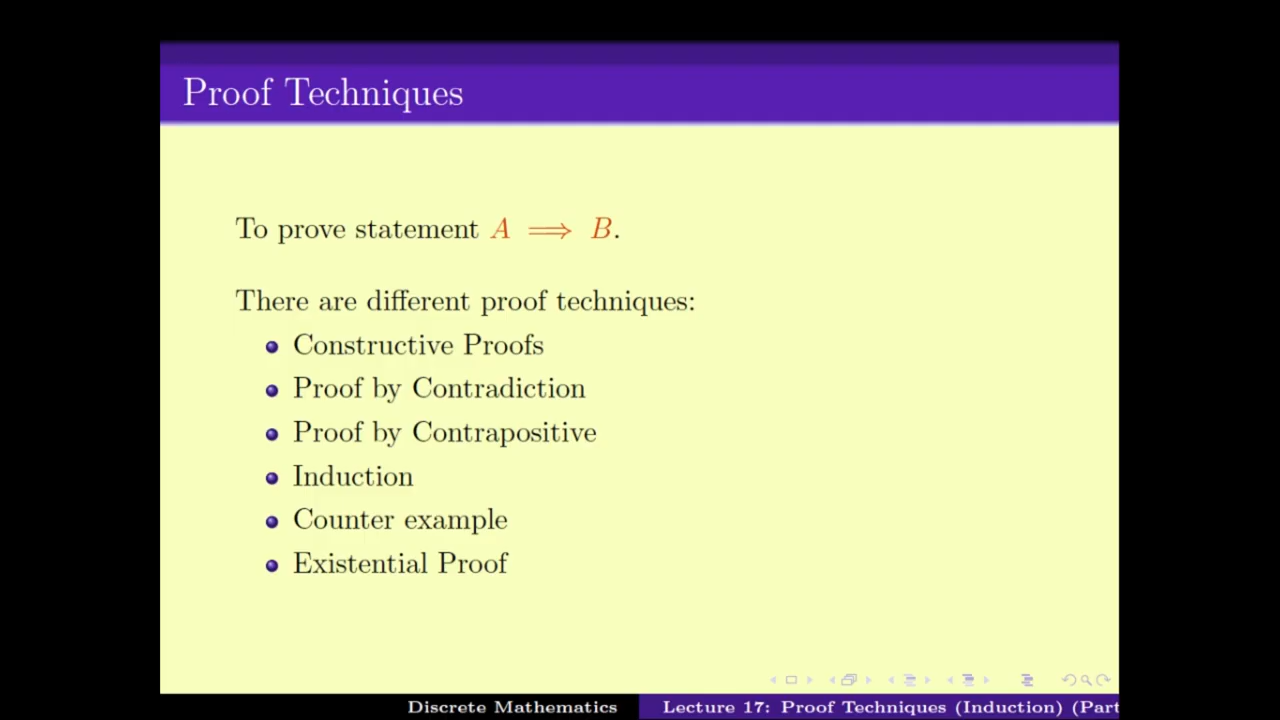 Proof Techniques
To prove statement A ⟹ B.
There are different proof techniques:
Constructive Proofs
Proof by Contradiction
Proof by Contrapositive
Induction
Counter example
Existential Proof
Discrete Mathematics
Lecture 17: Proof Techniques (Induction) (Part